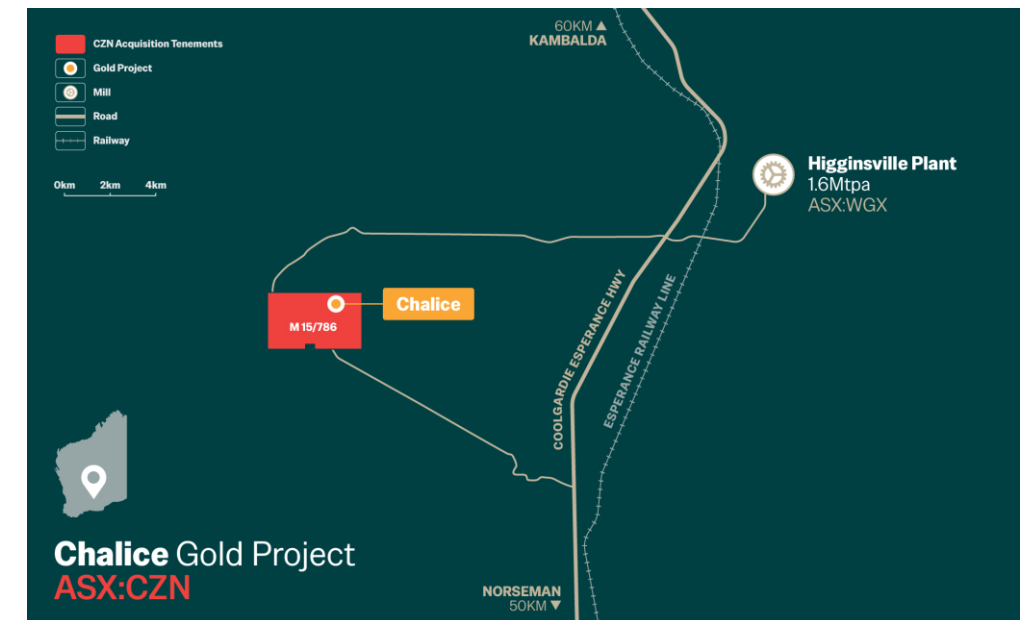 CZN Acquisition Tenements
Gold Project
Mill
Road
Railway
0km 2km 4km
60KM ▲
KAMBALDA
Higginsville Plant
1.6Mtpa
ASX:WGX
Chalice
M 15/786
COOLGARDIE ESPERANCE HWY
ESPERANCE RAILWAY LINE
Chalice Gold Project
ASX:CZN
NORSEMAN
50KM ▼